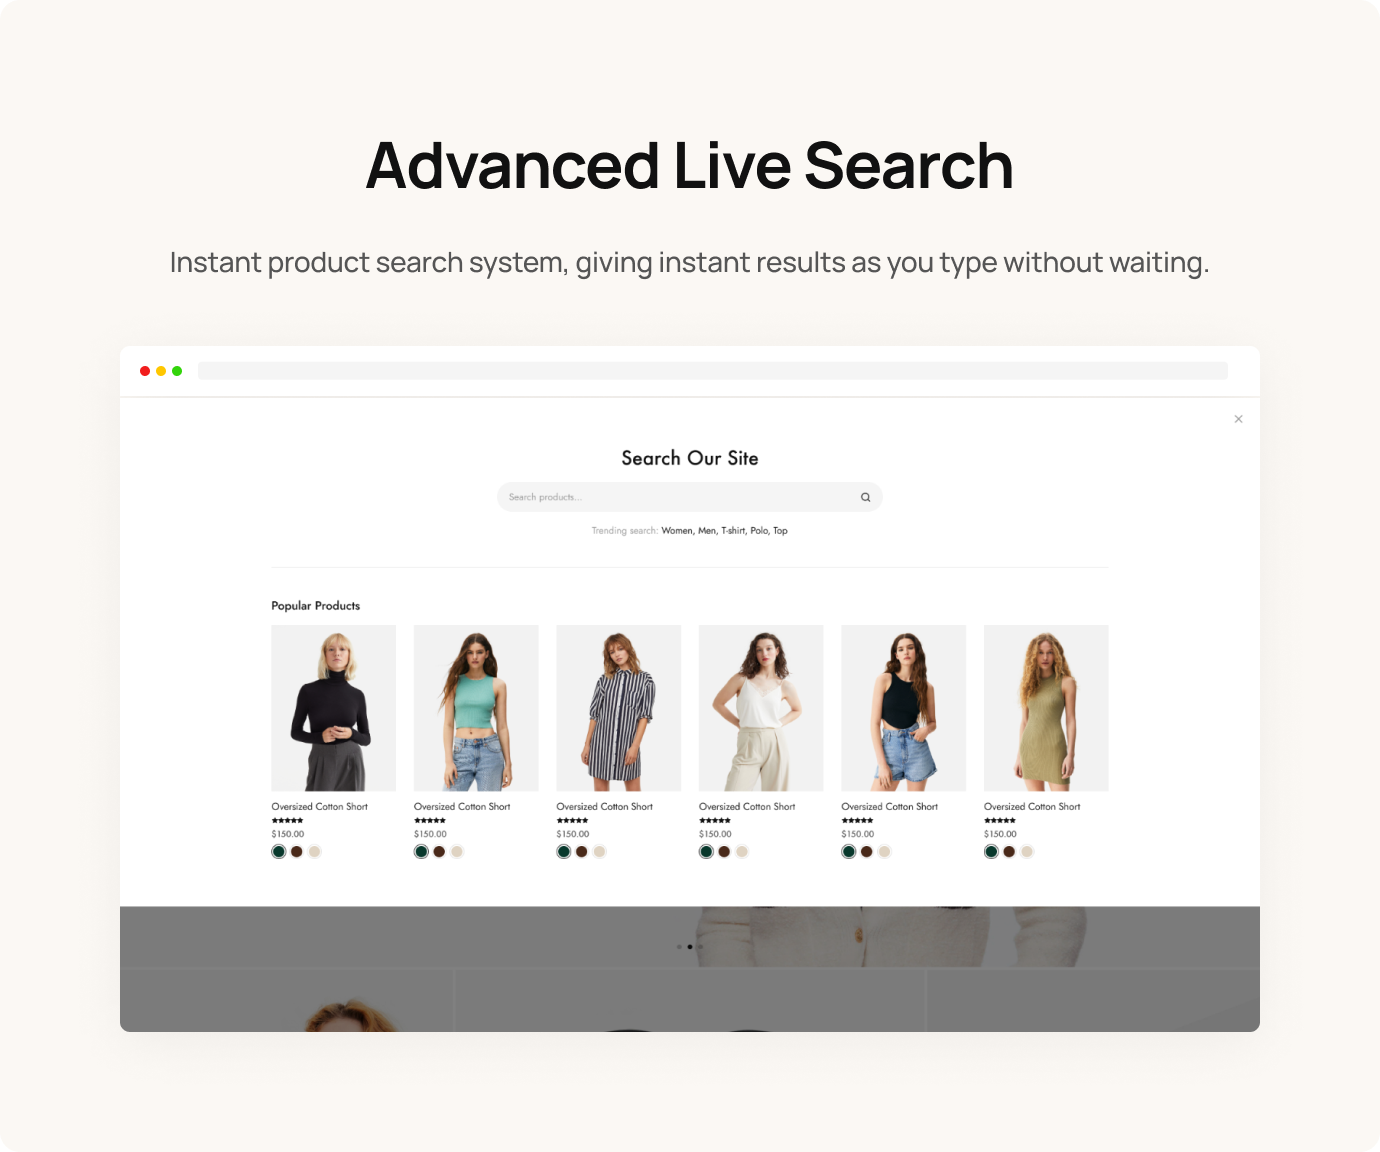 Advanced Live Search
Instant product search system, giving instant results as you type without waiting.
Search Our Site
Search products...
Trending search: Women, Men, T-shirt, Polo, Top
Popular Products
Oversized Cotton Short
$150.00
Oversized Cotton Short
$150.00
Oversized Cotton Short
$150.00
Oversized Cotton Short
$150.00
Oversized Cotton Short
$150.00
Oversized Cotton Short
$150.00